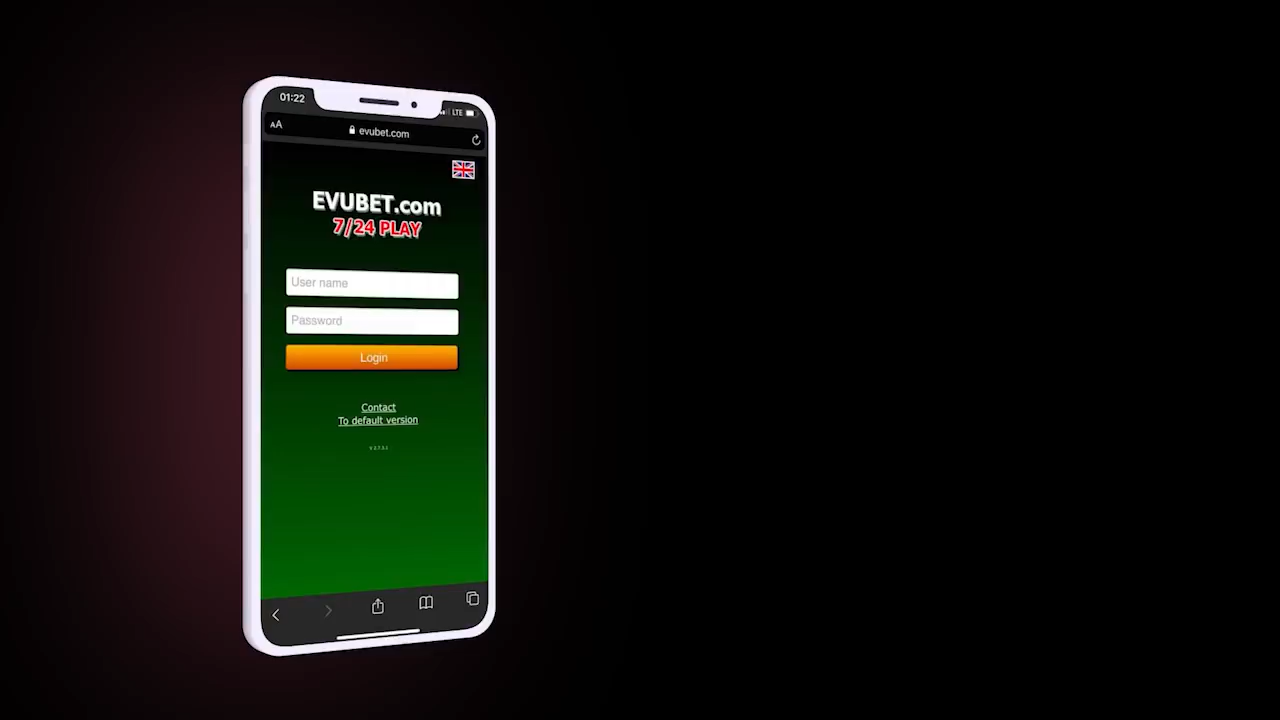 01:22
LTE
AA
evubet.com
EVUBET.com
7/24 PLAY
User name
Password
Login
Contact
To default version